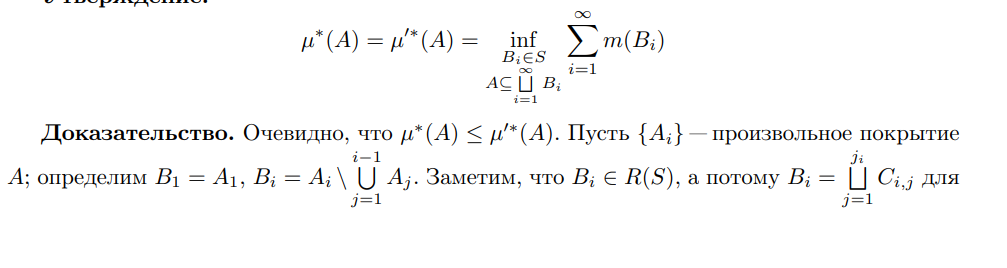 Утверждение.
μ*(A) = μ′*(A) = inf_{B_i∈S, A⊆⨆_{i=1}^{∞} B_i} ∑_{i=1}^{∞} m(B_i)
Доказательство. Очевидно, что μ*(A) ≤ μ′*(A). Пусть {A_i} — произвольное покрытие
A; определим B_1 = A_1, B_i = A_i \ ⋃_{j=1}^{i−1} A_j. Заметим, что B_i ∈ R(S), а потому B_i = ⨆_{j=1}^{j_i} C_{i,j} для